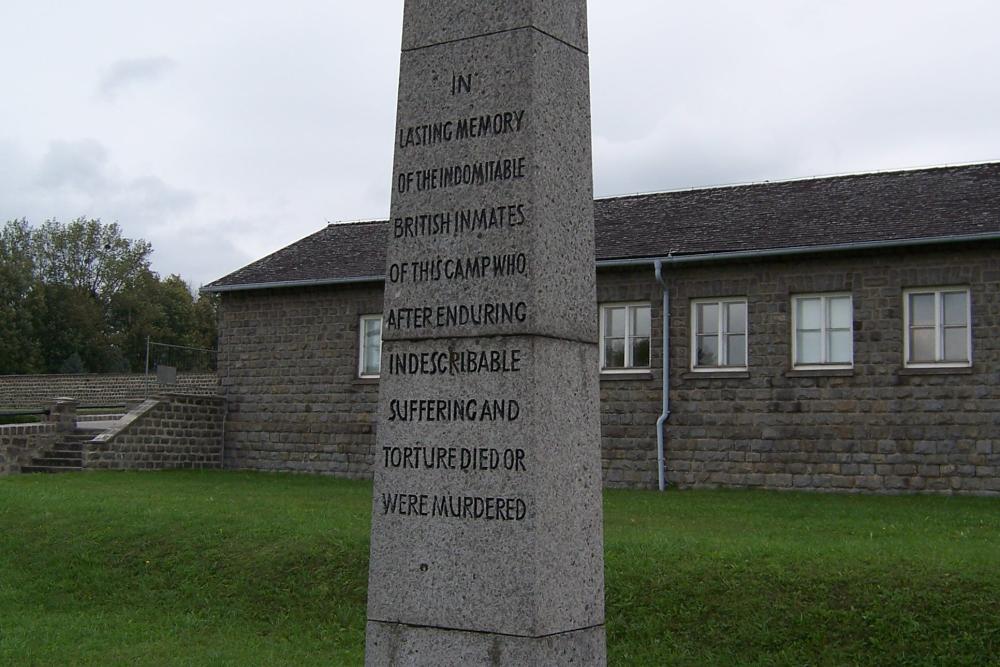 IN
LASTING MEMORY
OF THE INDOMITABLE
BRITISH INMATES
OF THIS CAMP WHO
AFTER ENDURING
INDESCRIBABLE
SUFFERING AND
TORTURE DIED OR
WERE MURDERED